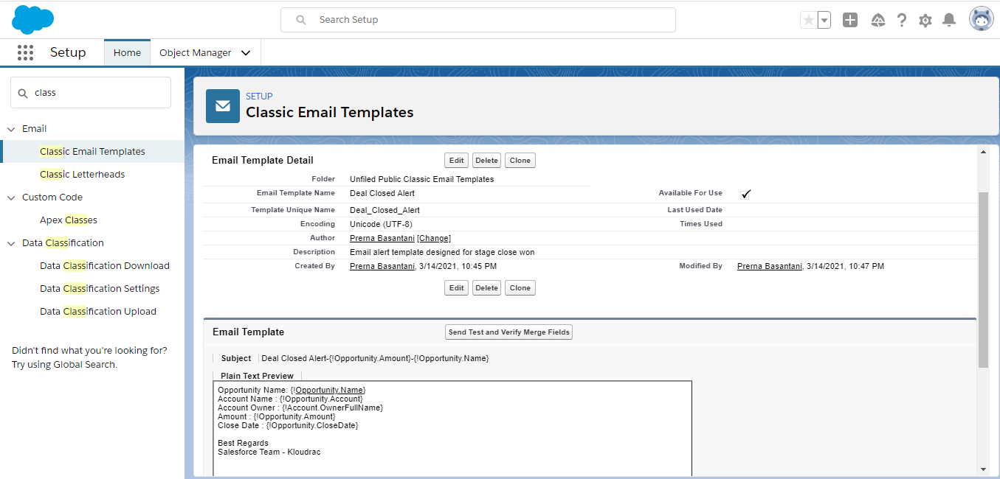 Search Setup
Setup
Home
Object Manager
class
Email
Classic Email Templates
Classic Letterheads
Custom Code
Apex Classes
Data Classification
Data Classification Download
Data Classification Settings
Data Classification Upload
Didn't find what you're looking for?
Try using Global Search.
SETUP
Classic Email Templates
Email Template Detail
Edit Delete Clone
Folder Unfiled Public Classic Email Templates
Email Template Name Deal Closed Alert Available For Use
Template Unique Name Deal_Closed_Alert Last Used Date
Encoding Unicode (UTF-8) Times Used
Author Prerna Basantani [Change]
Description Email alert template designed for stage close won
Created By Prerna Basantani, 3/14/2021, 10:45 PM Modified By Prerna Basantani, 3/14/2021, 10:47 PM
Edit Delete Clone
Email Template Send Test and Verify Merge Fields
Subject Deal Closed Alert-{!Opportunity.Amount}-{!Opportunity.Name}
Plain Text Preview
Opportunity Name: {!Opportunity.Name}
Account Name : {!Opportunity.Account}
Account Owner : {!Account.OwnerFullName}
Amount : {!Opportunity.Amount}
Close Date : {!Opportunity.CloseDate}
Best Regards
Salesforce Team - Kloudrac